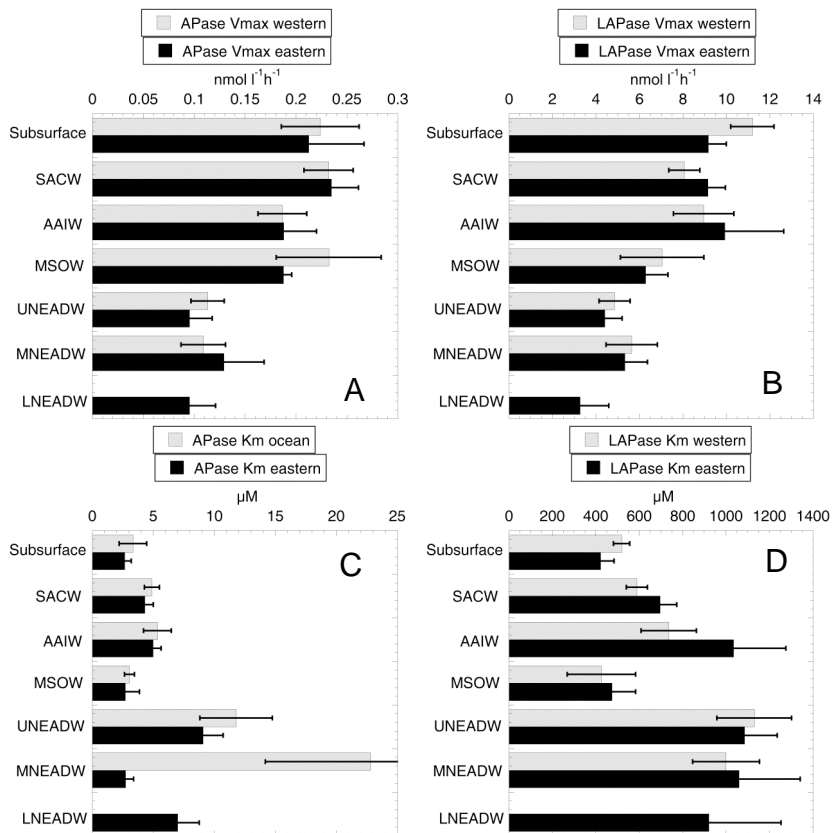 APase Vmax western
APase Vmax eastern
nmol l⁻¹h⁻¹
0 0.05 0.1 0.15 0.2 0.25 0.3
Subsurface
SACW
AAIW
MSOW
UNEADW
MNEADW
LNEADW
A
LAPase Vmax western
LAPase Vmax eastern
nmol l⁻¹h⁻¹
0 2 4 6 8 10 12 14
Subsurface
SACW
AAIW
MSOW
UNEADW
MNEADW
LNEADW
B
APase Km ocean
APase Km eastern
µM
0 5 10 15 20 25
Subsurface
SACW
AAIW
MSOW
UNEADW
MNEADW
LNEADW
C
LAPase Km western
LAPase Km eastern
µM
0 200 400 600 800 1000 1200 1400
Subsurface
SACW
AAIW
MSOW
UNEADW
MNEADW
LNEADW
D